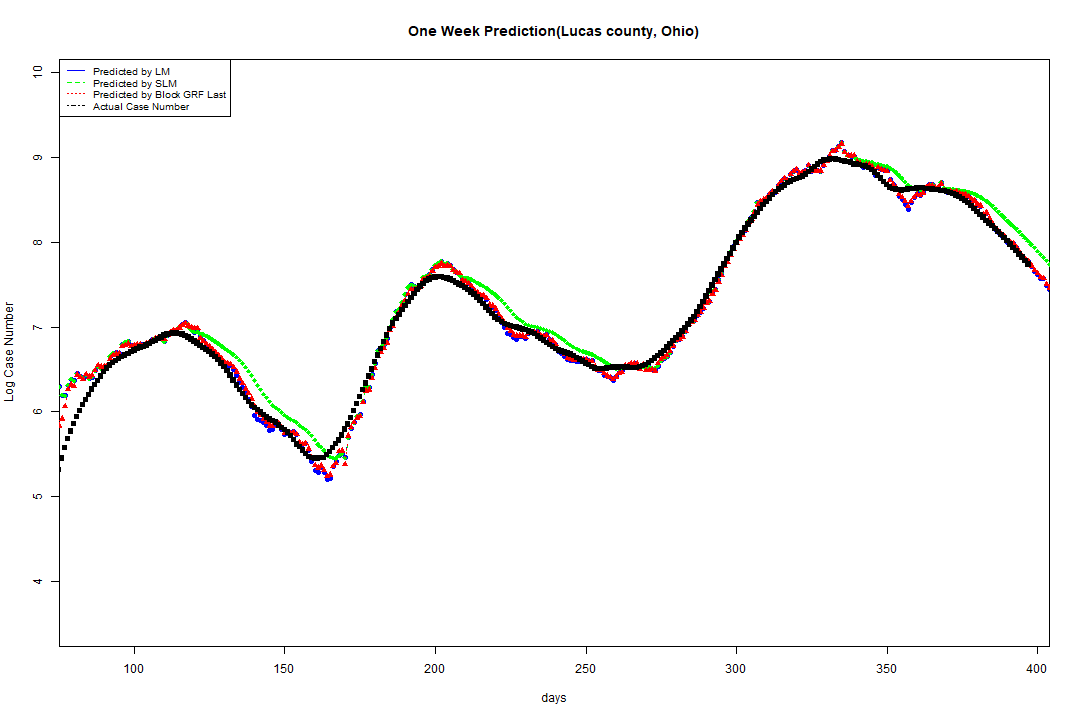 One Week Prediction(Lucas county, Ohio)
Predicted by LM
Predicted by SLM
Predicted by Block GRF Last
Actual Case Number
Log Case Number
10
9
8
7
6
5
4
100 150 200 250 300 350 400
days